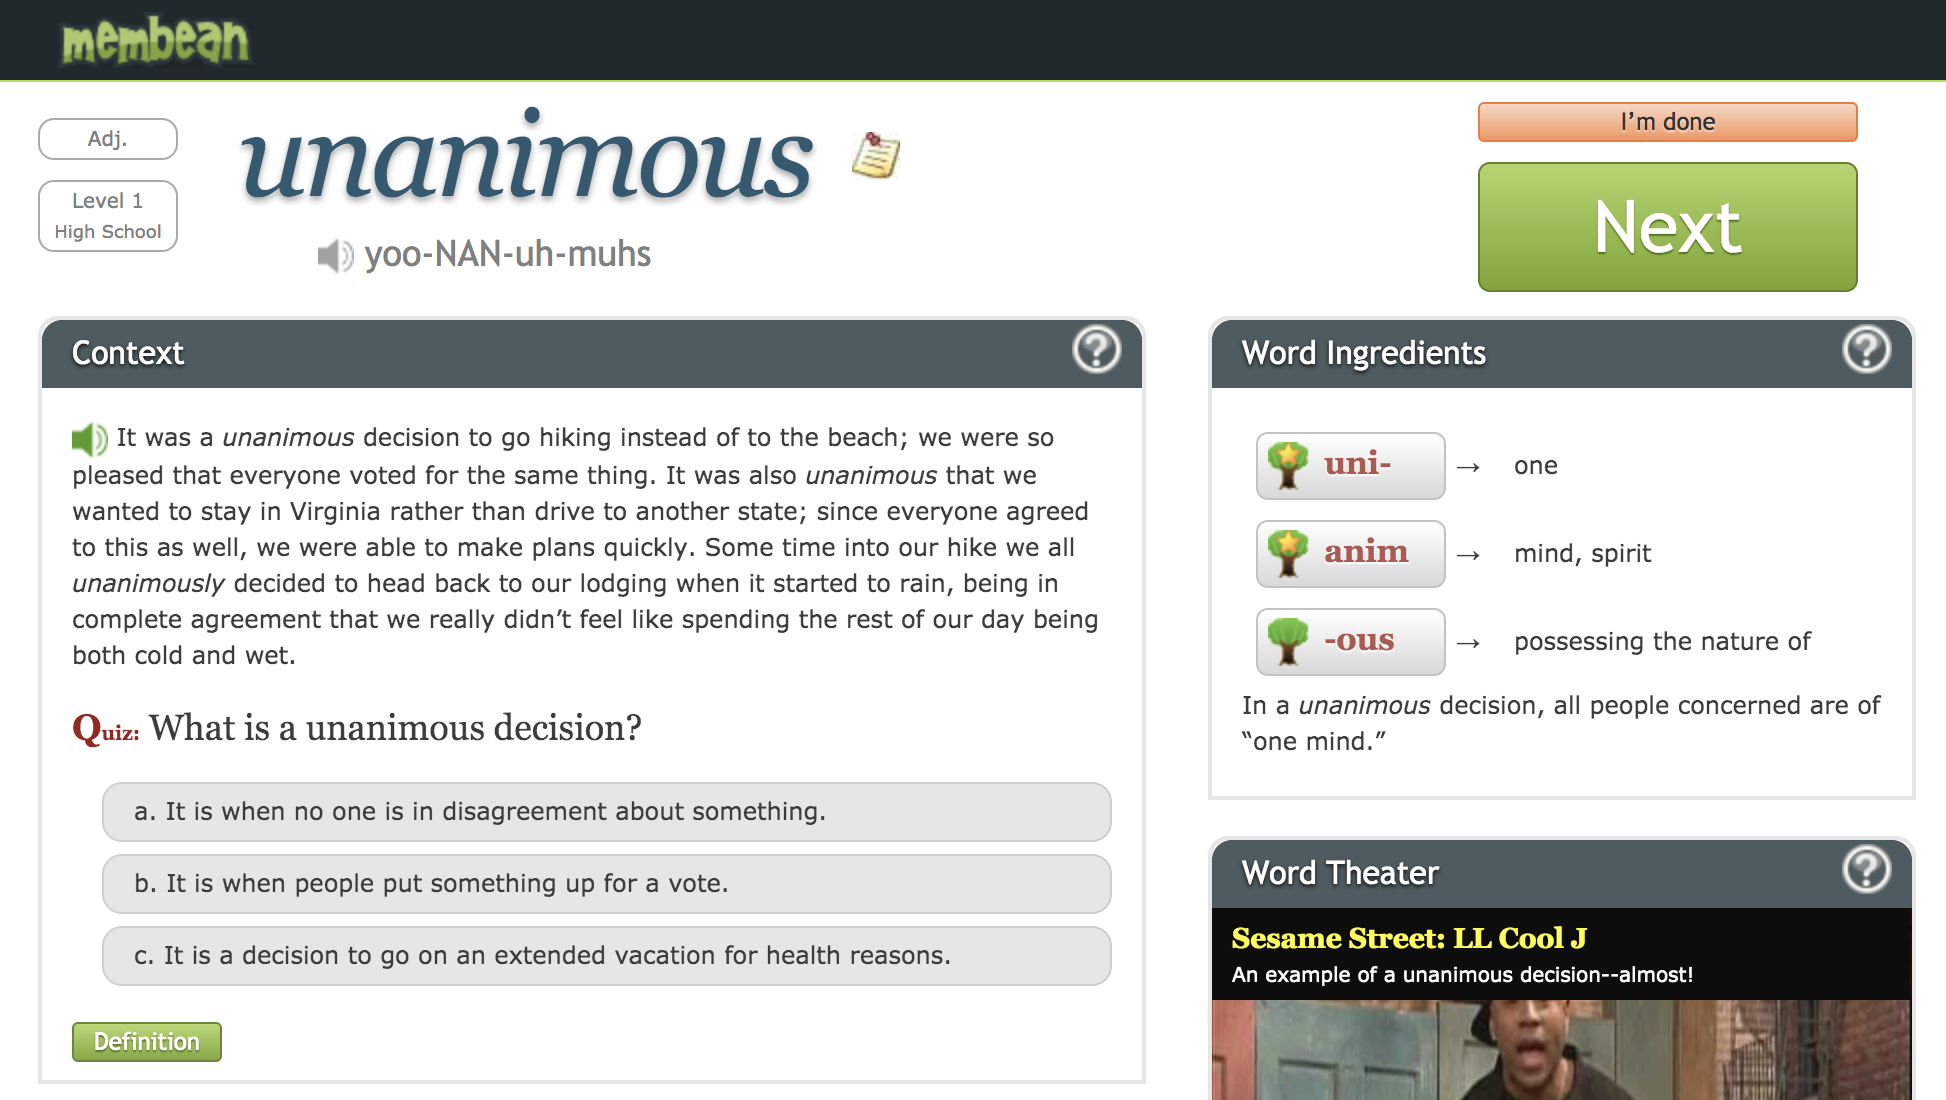 membean
Adj.
Level 1
High School
unanimous
yoo-NAN-uh-muhs
I’m done
Next
Context
?
It was a unanimous decision to go hiking instead of to the beach; we were so
pleased that everyone voted for the same thing. It was also unanimous that we
wanted to stay in Virginia rather than drive to another state; since everyone agreed
to this as well, we were able to make plans quickly. Some time into our hike we all
unanimously decided to head back to our lodging when it started to rain, being in
complete agreement that we really didn’t feel like spending the rest of our day being
both cold and wet.
Quiz: What is a unanimous decision?
a. It is when no one is in disagreement about something.
b. It is when people put something up for a vote.
c. It is a decision to go on an extended vacation for health reasons.
Definition
Word Ingredients
?
uni- → one
anim → mind, spirit
-ous → possessing the nature of
In a unanimous decision, all people concerned are of
“one mind.”
Word Theater
?
Sesame Street: LL Cool J
An example of a unanimous decision--almost!